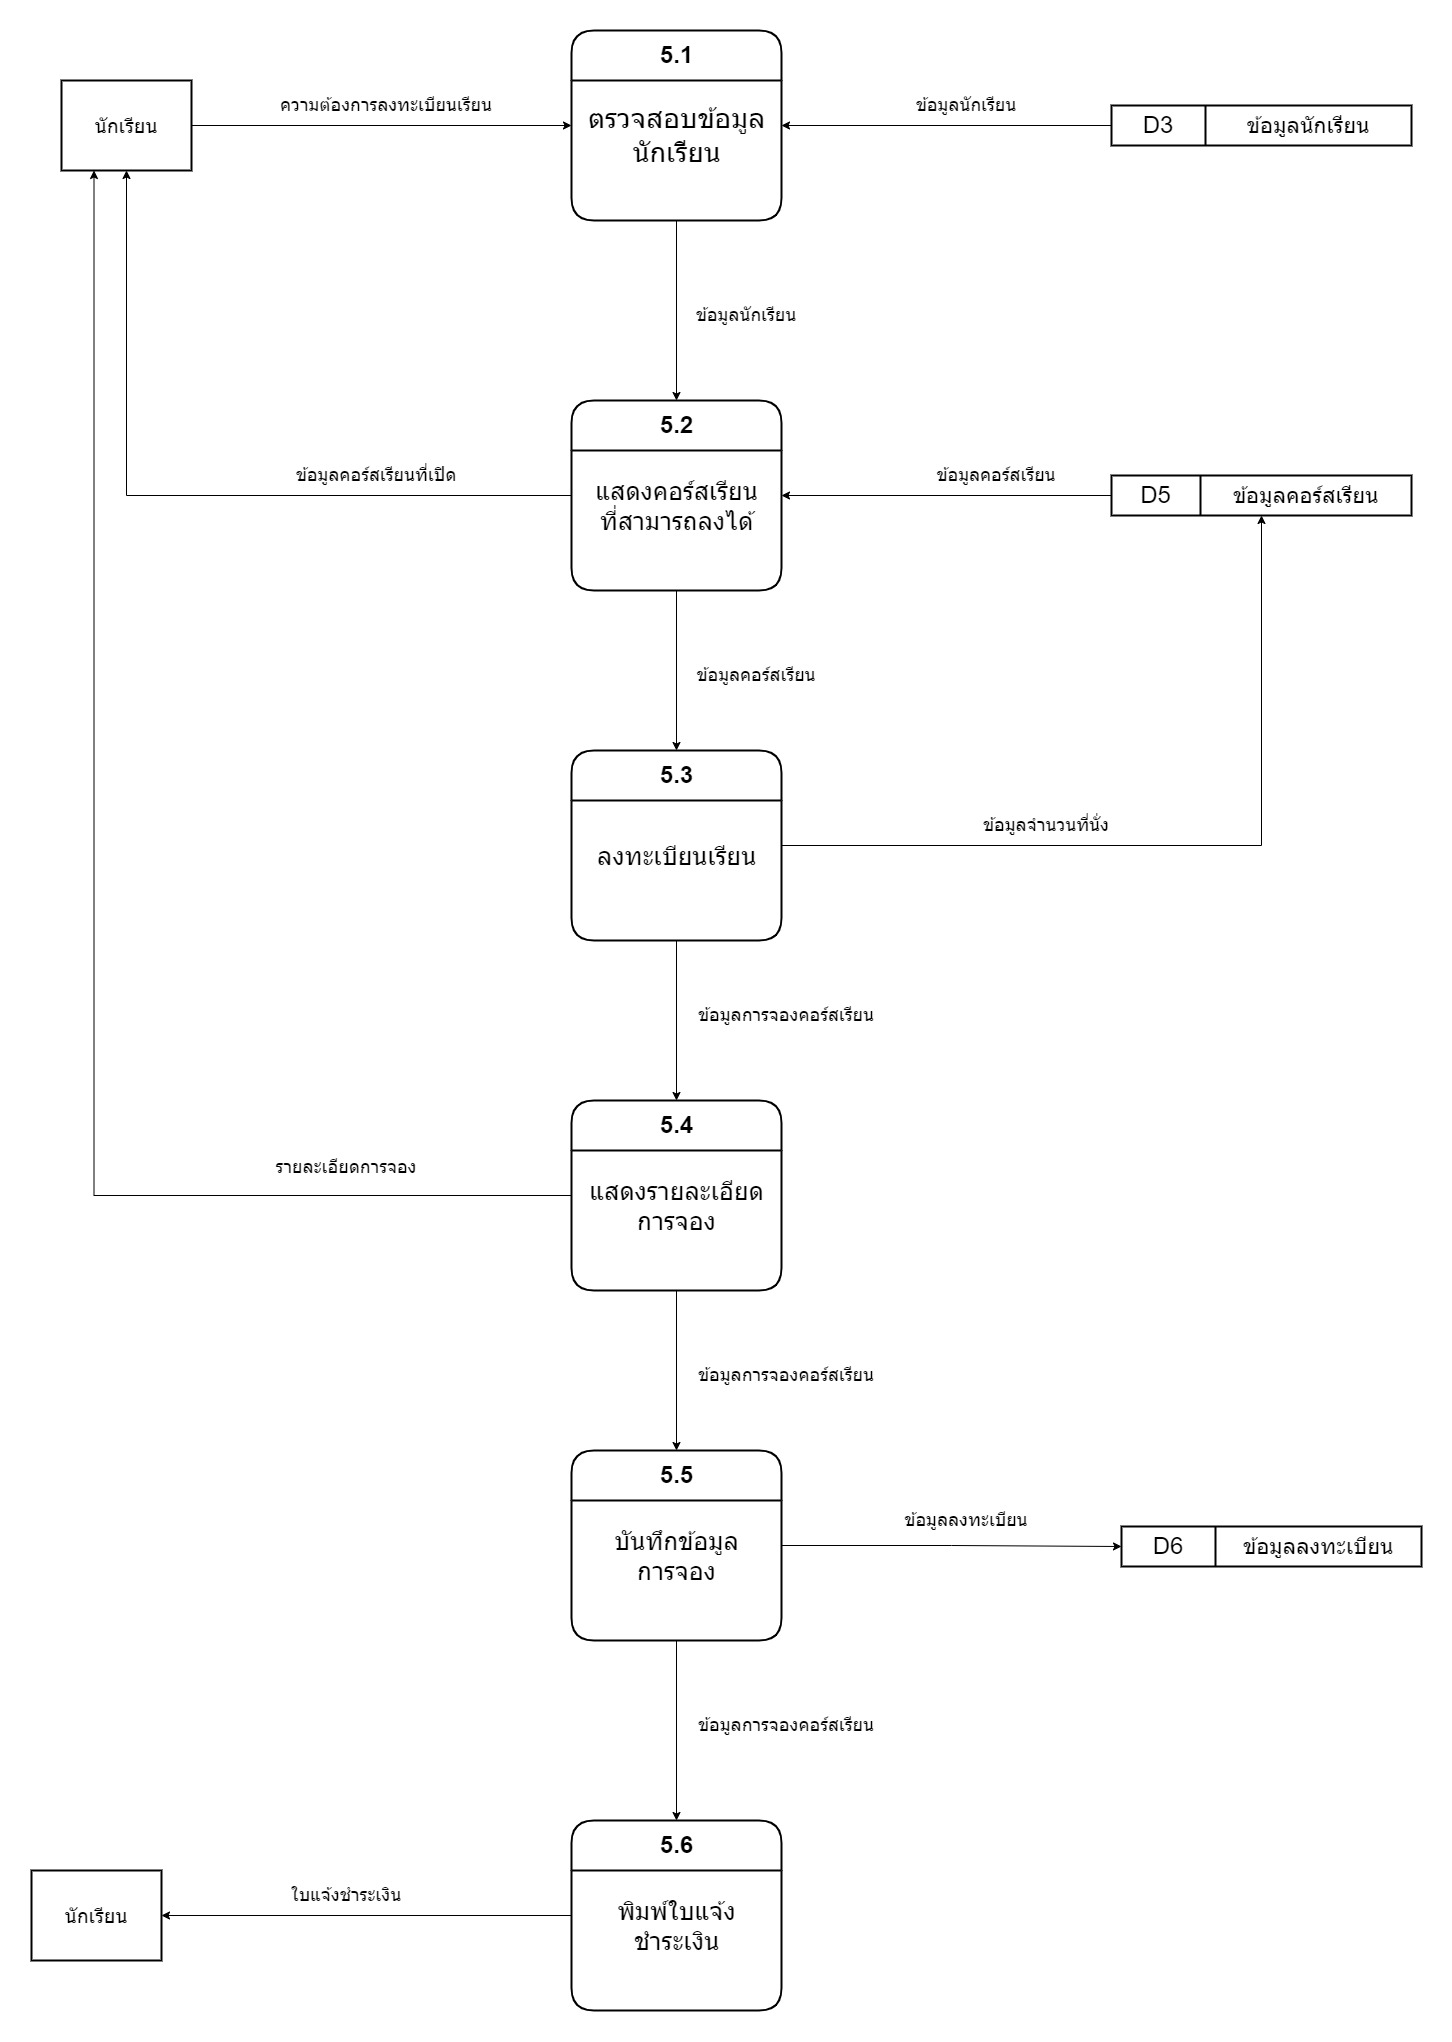 5.1
นักเรียน
ความต้องการลงทะเบียนเรียน
ตรวจสอบข้อมูล
นักเรียน
ข้อมูลนักเรียน
D3
ข้อมูลนักเรียน
ข้อมูลนักเรียน
5.2
ข้อมูลคอร์สเรียนที่เปิด
แสดงคอร์สเรียน
ที่สามารถลงได้
ข้อมูลคอร์สเรียน
D5
ข้อมูลคอร์สเรียน
ข้อมูลคอร์สเรียน
5.3
ลงทะเบียนเรียน
ข้อมูลจำนวนที่นั่ง
ข้อมูลการจองคอร์สเรียน
5.4
รายละเอียดการจอง
แสดงรายละเอียด
การจอง
ข้อมูลการจองคอร์สเรียน
5.5
บันทึกข้อมูล
การจอง
ข้อมูลลงทะเบียน
D6
ข้อมูลลงทะเบียน
ข้อมูลการจองคอร์สเรียน
5.6
นักเรียน
ใบแจ้งชำระเงิน
พิมพ์ใบแจ้ง
ชำระเงิน